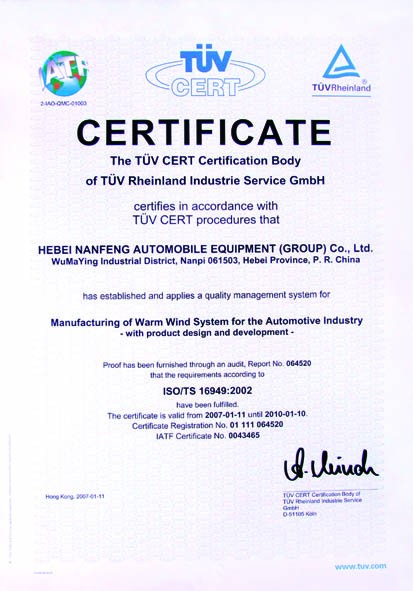 IATF
2-IAO-QMC-01003
TÜV
CERT
®
TÜVRheinland
CERTIFICATE
The TÜV CERT Certification Body
of TÜV Rheinland Industrie Service GmbH
certifies in accordance with
TÜV CERT procedures that
HEBEI NANFENG AUTOMOBILE EQUIPMENT (GROUP) Co., Ltd.
WuMaYing Industrial District, Nanpi 061503, Hebei Province, P. R. China
has established and applies a quality management system for
Manufacturing of Warm Wind System for the Automotive Industry
- with product design and development -
Proof has been furnished through an audit, Report No. 064520
that the requirements according to
ISO/TS 16949:2002
have been fulfilled.
The certificate is valid from 2007-01-11 until 2010-01-10.
Certificate Registration No. 01 111 064520
IATF Certificate No. 0043465
Hong Kong, 2007-01-11
TÜV CERT Certification Body of
TÜV Rheinland Industrie Service
GmbH
D-51105 Köln
www.tuv.com